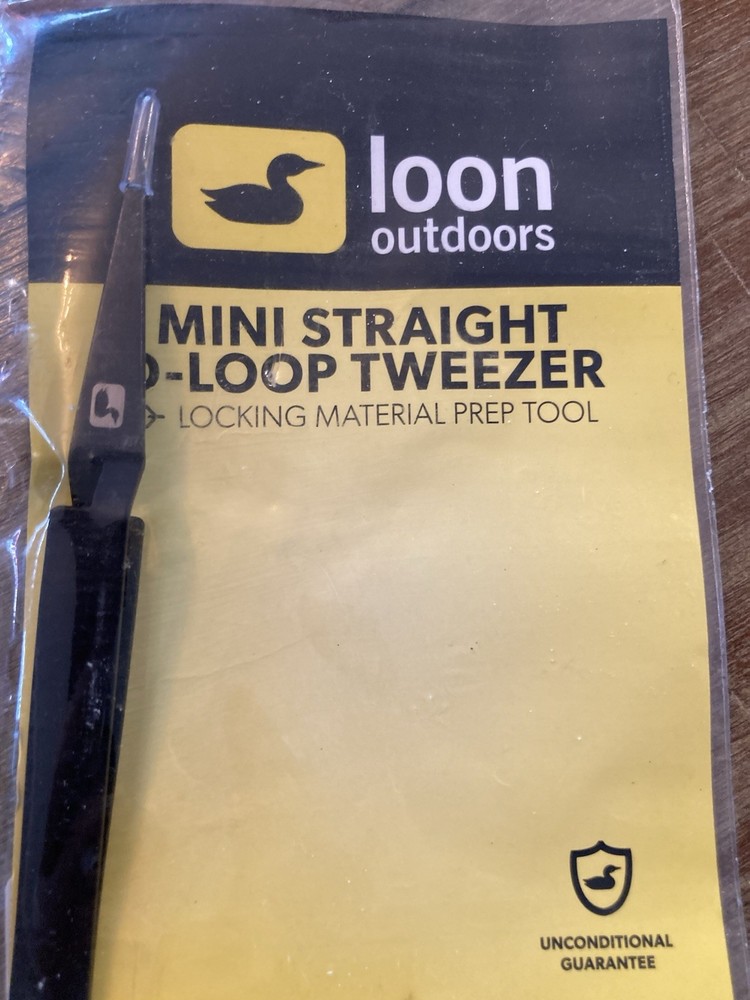 loon
outdoors
MINI STRAIGHT
-LOOP TWEEZER
LOCKING MATERIAL PREP TOOL
UNCONDITIONAL
GUARANTEE